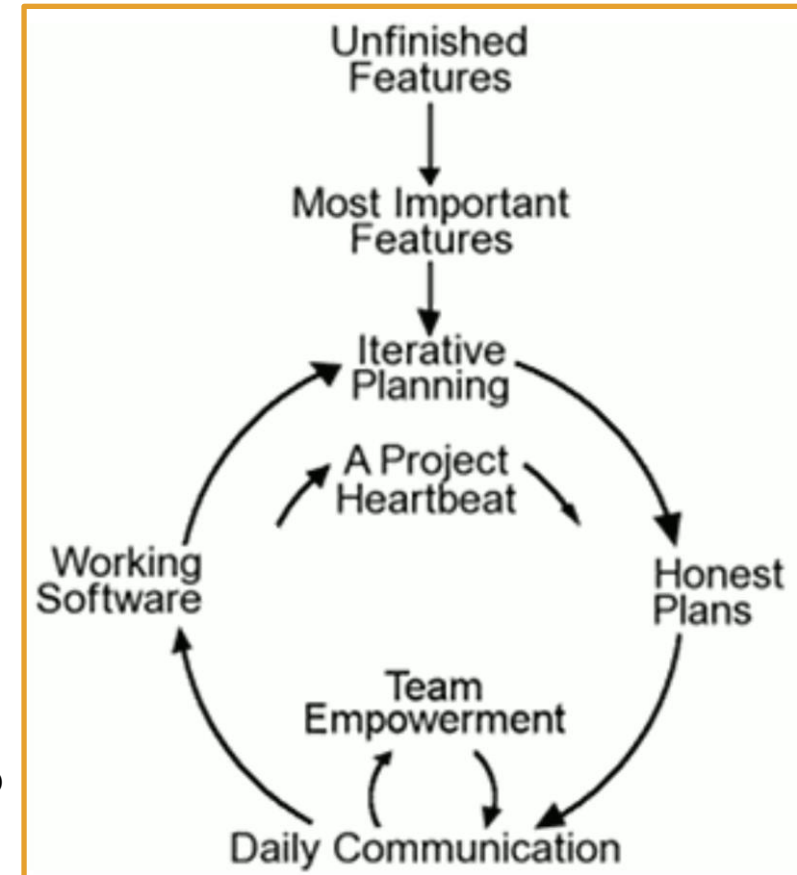 Unfinished
Features
Most Important
Features
Iterative
Planning
A Project
Heartbeat
Working
Software
Honest
Plans
Team
Empowerment
Daily Communication